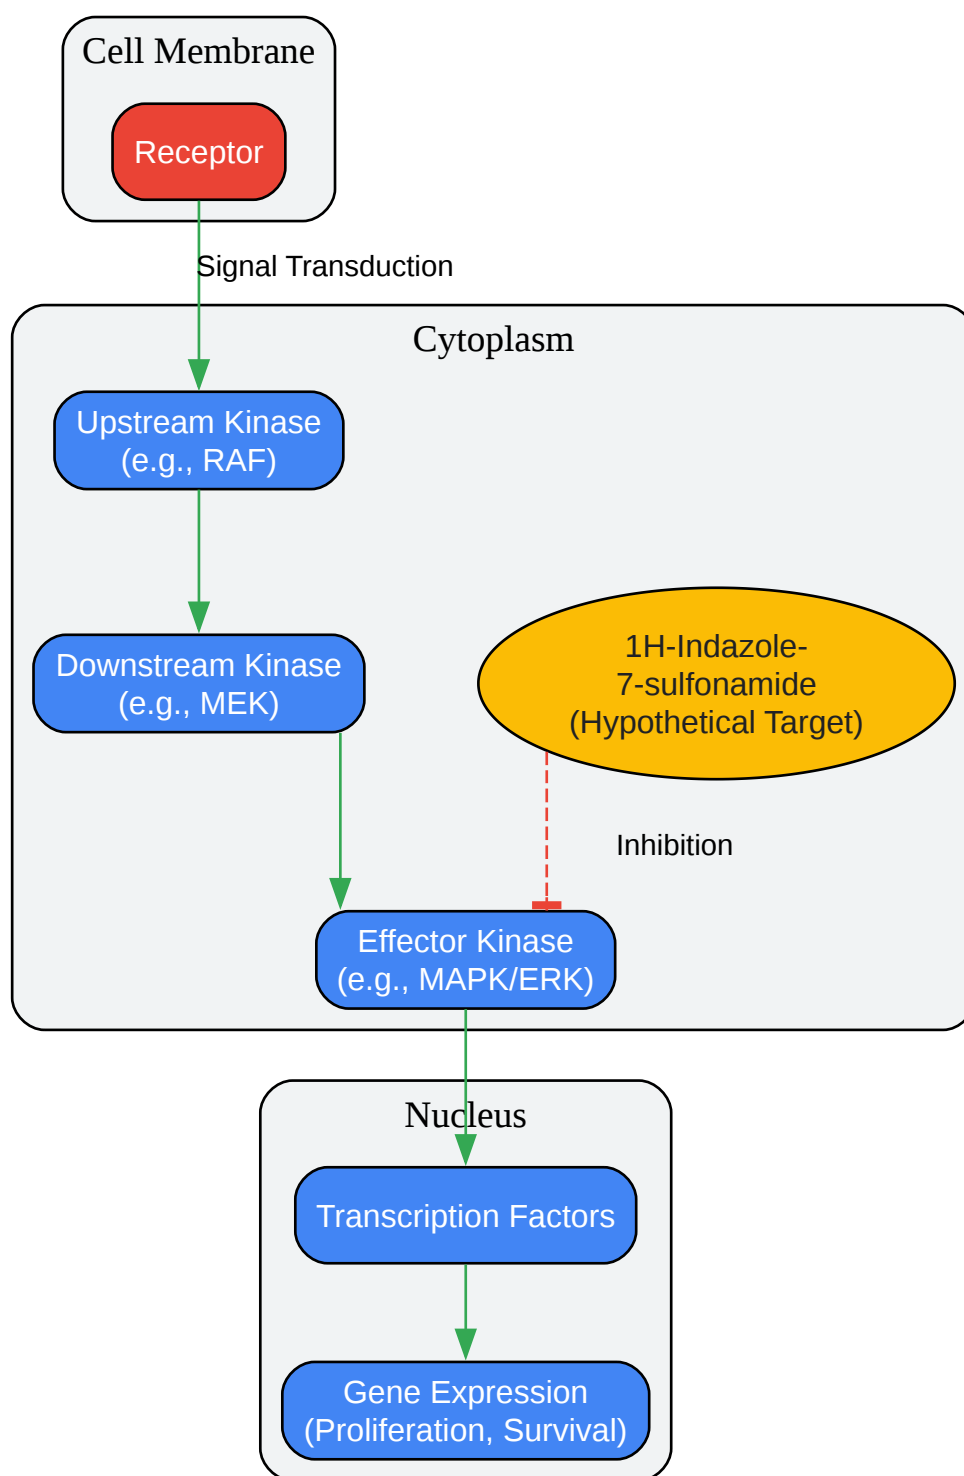 Cell Membrane
Receptor
Signal Transduction
Cytoplasm
Upstream Kinase
(e.g., RAF)
Downstream Kinase
(e.g., MEK)
1H-Indazole-
7-sulfonamide
(Hypothetical Target)
Inhibition
Effector Kinase
(e.g., MAPK/ERK)
Nucleus
Transcription Factors
Gene Expression
(Proliferation, Survival)